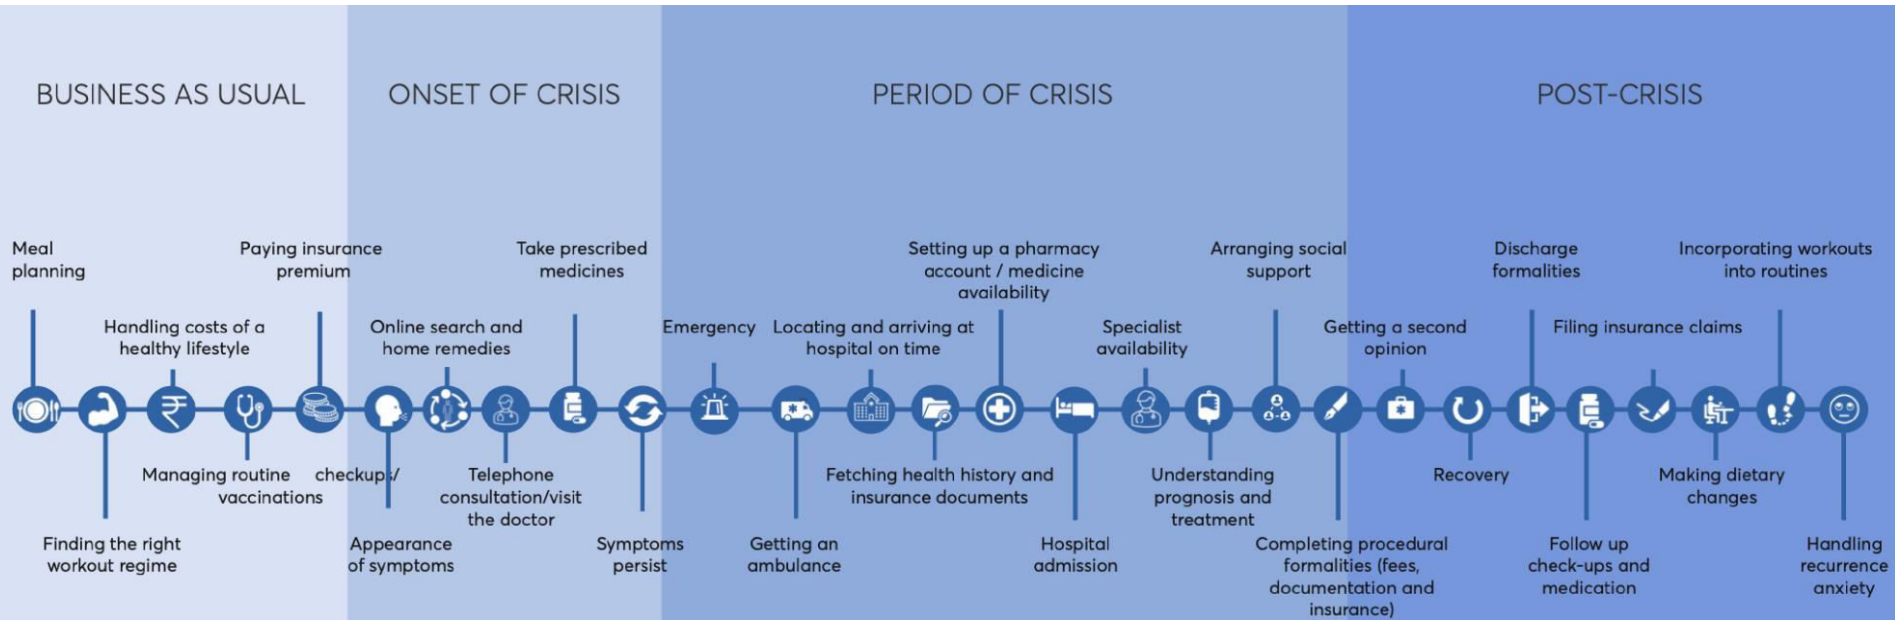 BUSINESS AS USUAL
ONSET OF CRISIS
PERIOD OF CRISIS
POST-CRISIS
Meal
planning
Finding the right
workout regime
Handling costs of a
healthy lifestyle
Managing routine checkups/
vaccinations
Paying insurance
premium
Appearance
of symptoms
Online search and
home remedies
Telephone
consultation/visit
the doctor
Take prescribed
medicines
Symptoms
persist
Emergency
Getting an
ambulance
Locating and arriving at
hospital on time
Fetching health history and
insurance documents
Setting up a pharmacy
account / medicine
availability
Hospital
admission
Specialist
availability
Understanding
prognosis and
treatment
Arranging social
support
Completing procedural
formalities (fees,
documentation and
insurance)
Getting a second
opinion
Recovery
Discharge
formalities
Follow up
check-ups and
medication
Filing insurance claims
Making dietary
changes
Incorporating workouts
into routines
Handling
recurrence
anxiety